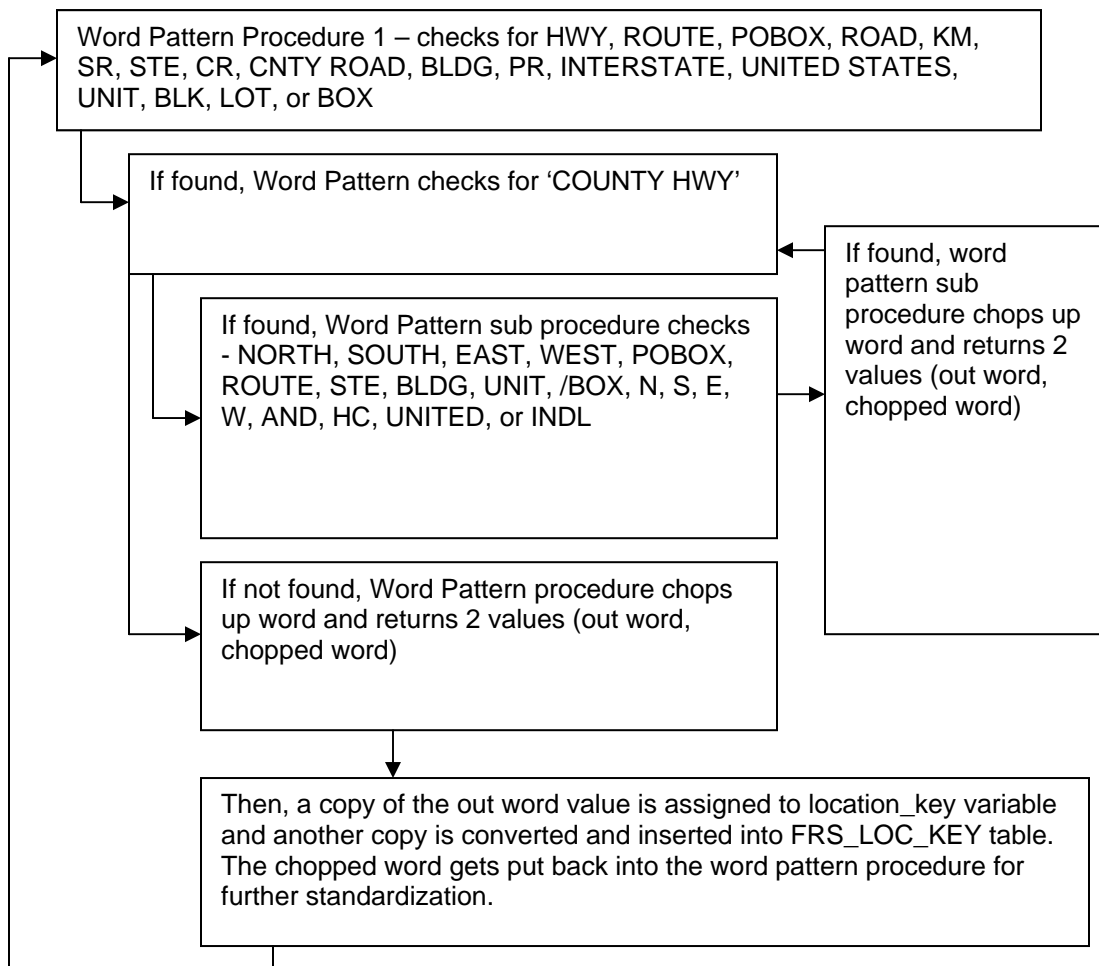 Word Pattern Procedure 1 – checks for HWY, ROUTE, POBOX, ROAD, KM,
SR, STE, CR, CNTY ROAD, BLDG, PR, INTERSTATE, UNITED STATES,
UNIT, BLK, LOT, or BOX
If found, Word Pattern checks for ‘COUNTY HWY’
If found, Word Pattern sub procedure checks
- NORTH, SOUTH, EAST, WEST, POBOX,
ROUTE, STE, BLDG, UNIT, /BOX, N, S, E,
W, AND, HC, UNITED, or INDL
If found, word
pattern sub
procedure chops up
word and returns 2
values (out word,
chopped word)
If not found, Word Pattern procedure chops
up word and returns 2 values (out word,
chopped word)
Then, a copy of the out word value is assigned to location_key variable
and another copy is converted and inserted into FRS_LOC_KEY table.
The chopped word gets put back into the word pattern procedure for
further standardization.